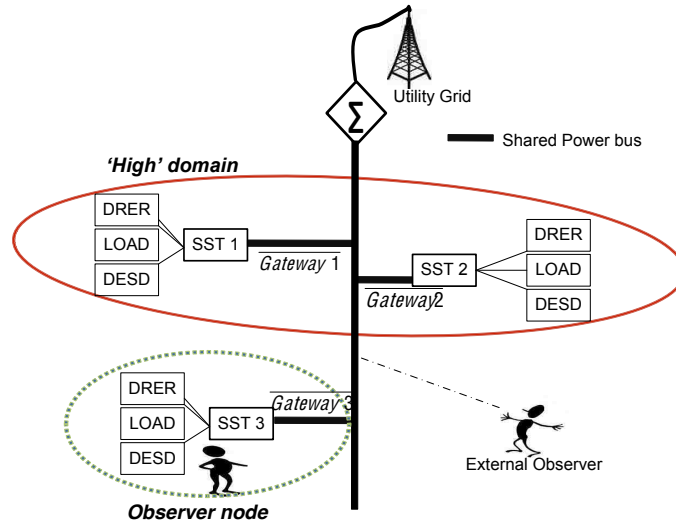 Utility Grid
Σ
Shared Power bus
'High' domain
DRER
LOAD
DESD
SST 1
Gateway 1
SST 2
Gateway2
DRER
LOAD
DESD
DRER
LOAD
DESD
SST 3
Gateway 3
External Observer
Observer node